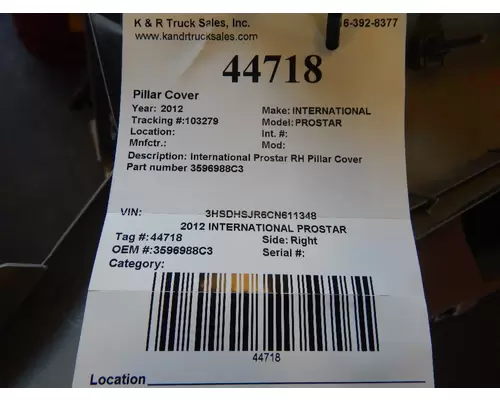 K & R Truck Sales, Inc.
6-392-8377
www.kandrtrucksales.com
44718
Pillar Cover
Year: 2012 Make: INTERNATIONAL
Tracking #:103279 Model: PROSTAR
Location: Int. #:
Mnfctr.: Mod:
Description: International Prostar RH Pillar Cover
Part number 3596988C3
VIN: 3HSDHSJR6CN611348
2012 INTERNATIONAL PROSTAR
Tag #:44718 Side: Right
OEM #:3596988C3 Serial #:
Category:
44718
Location